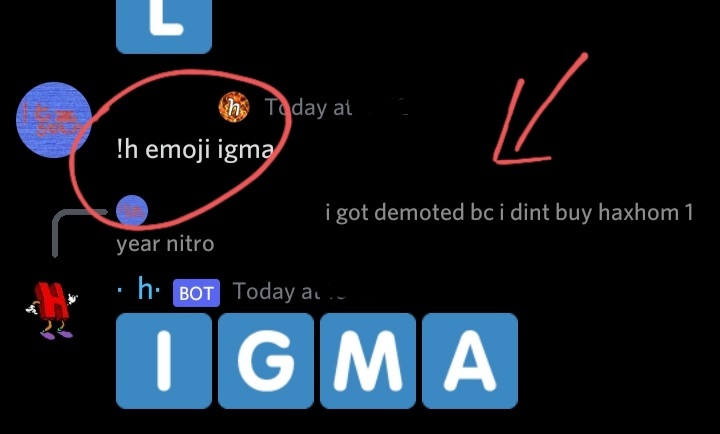 L
h Today at
!h emoji igma
i got demoted bc i dint buy haxhom 1
year nitro
H
· h· BOT Today at
I G M A